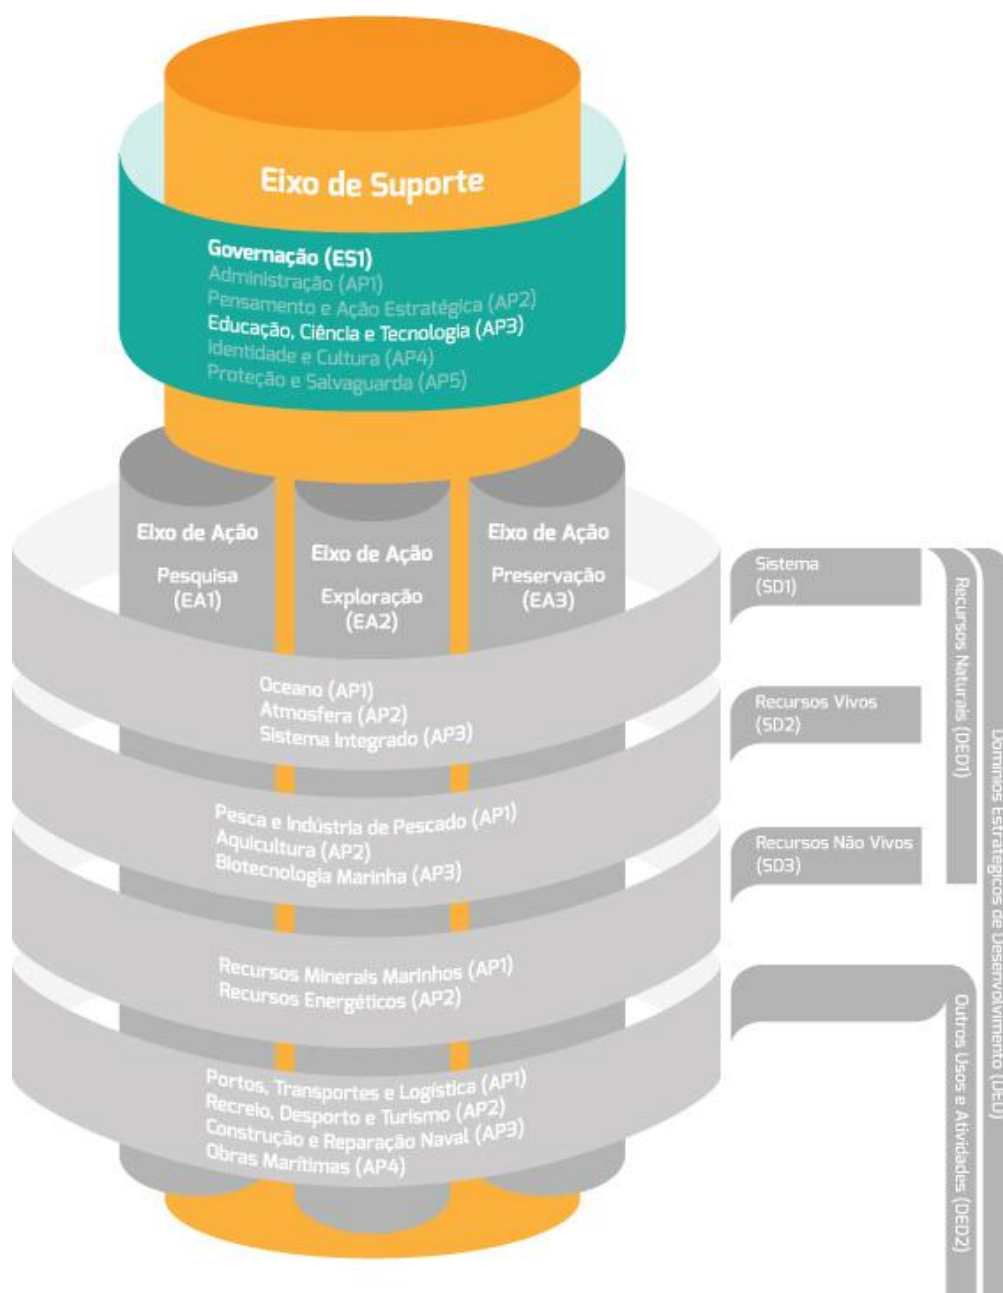 Eixo de Suporte
Governação (ES1)
Administração (AP1)
Pensamento e Ação Estratégica (AP2)
Educação, Ciência e Tecnologia (AP3)
Identidade e Cultura (AP4)
Proteção e Salvaguarda (AP5)
Eixo de Ação
Pesquisa
(EA1)
Eixo de Ação
Exploração
(EA2)
Eixo de Ação
Preservação
(EA3)
Oceano (AP1)
Atmosfera (AP2)
Sistema Integrado (AP3)
Pesca e Indústria de Pescado (AP1)
Aquicultura (AP2)
Biotecnologia Marinha (AP3)
Recursos Minerais Marinhos (AP1)
Recursos Energéticos (AP2)
Portos, Transportes e Logística (AP1)
Recreio, Desporto e Turismo (AP2)
Construção e Reparação Naval (AP3)
Obras Marítimas (AP4)
Sistema
(SD1)
Recursos Vivos
(SD2)
Recursos Não Vivos
(SD3)
Recursos Naturais (DED1)
Outros Usos e Atividades (DED2)
Domínios Estratégicos de Desenvolvimento (DED)